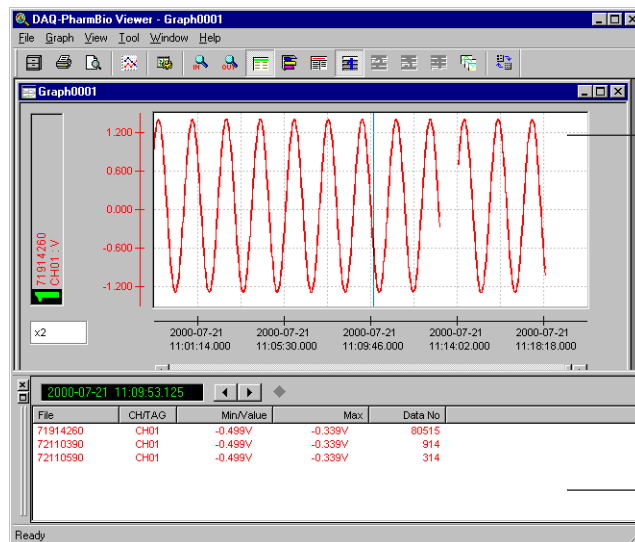 DAQ-PharmBio Viewer - Graph0001
File Graph View Tool Window Help
IN OUT
Graph0001
1.200
0.600
0.000
-0.600
-1.200
71914260
CH01 : V
1
x2
2000-07-21 2000-07-21 2000-07-21 2000-07-21 2000-07-21
11:01:14.000 11:05:30.000 11:09:46.000 11:14:02.000 11:18:18.000
2000-07-21 11:09:53.125
File CH/TAG Min/Value Max Data No
71914260 CH01 -0.499V -0.339V 80515
72110390 CH01 -0.499V -0.339V 914
72110590 CH01 -0.499V -0.339V 314
Ready